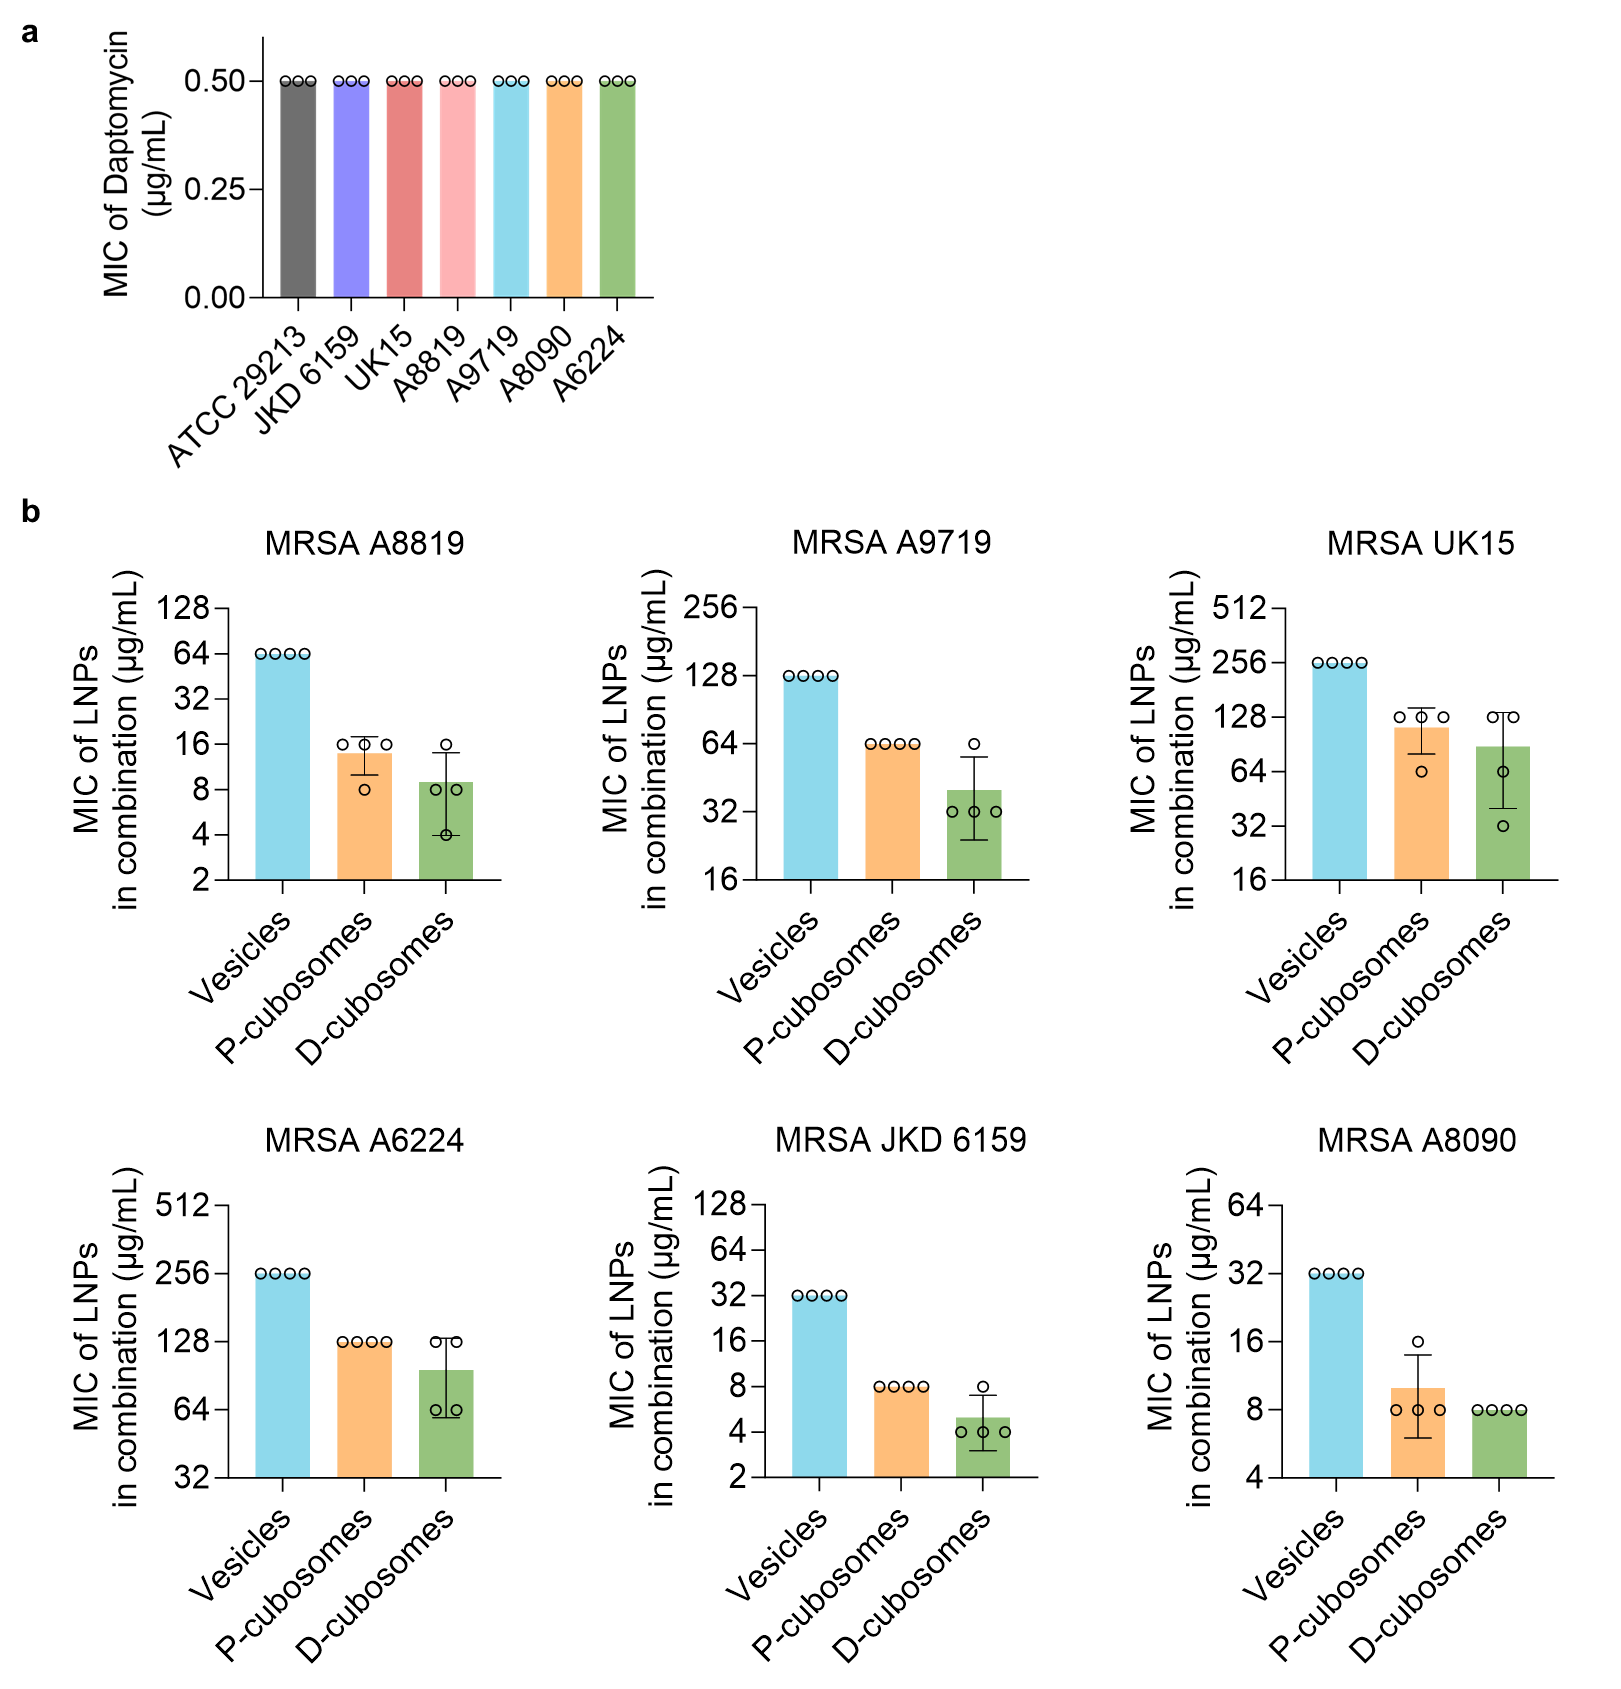 a
MIC of Daptomycin
(µg/mL)
0.50
0.25
0.00
ATCC 29213
JKD 6159
UK15
A8819
A9719
A8090
A6224
b
MRSA A8819
MIC of LNPs
in combination (µg/mL)
128
64
32
16
8
4
2
Vesicles
P-cubosomes
D-cubosomes
MRSA A9719
MIC of LNPs
in combination (µg/mL)
256
128
64
32
16
Vesicles
P-cubosomes
D-cubosomes
MRSA UK15
MIC of LNPs
in combination (µg/mL)
512
256
128
64
32
16
Vesicles
P-cubosomes
D-cubosomes
MRSA A6224
MIC of LNPs
in combination (µg/mL)
512
256
128
64
32
Vesicles
P-cubosomes
D-cubosomes
MRSA JKD 6159
MIC of LNPs
in combination (µg/mL)
128
64
32
16
8
4
2
Vesicles
P-cubosomes
D-cubosomes
MRSA A8090
MIC of LNPs
in combination (µg/mL)
64
32
16
8
4
Vesicles
P-cubosomes
D-cubosomes